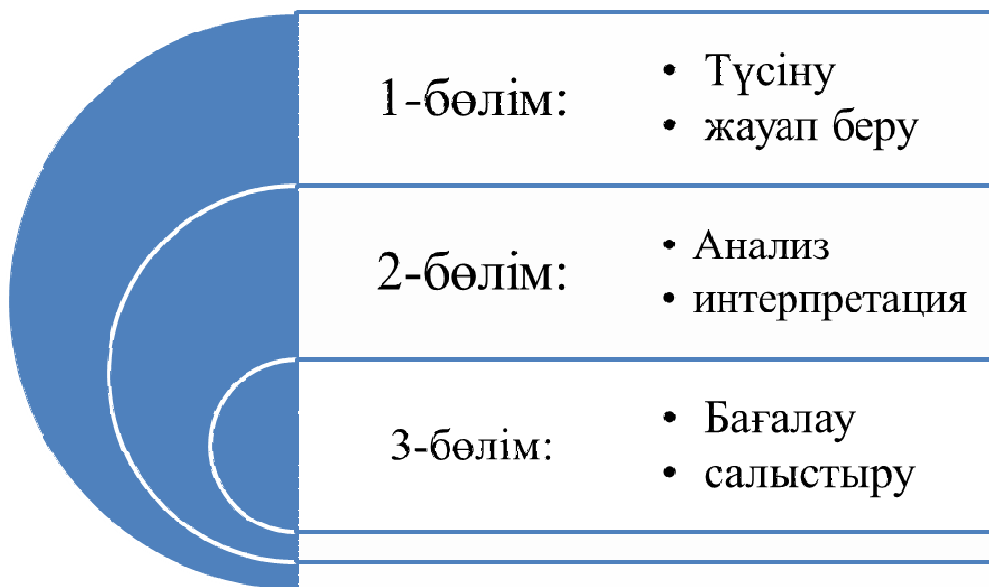 1-бөлім:
• Түсіну
• жауап беру
2-бөлім:
• Анализ
• интерпретация
3-бөлім:
• Бағалау
• салыстыру